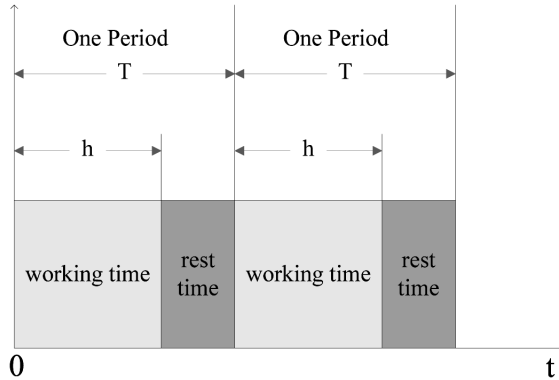 One Period One Period
T T
h h
working time rest time working time rest time
0 t